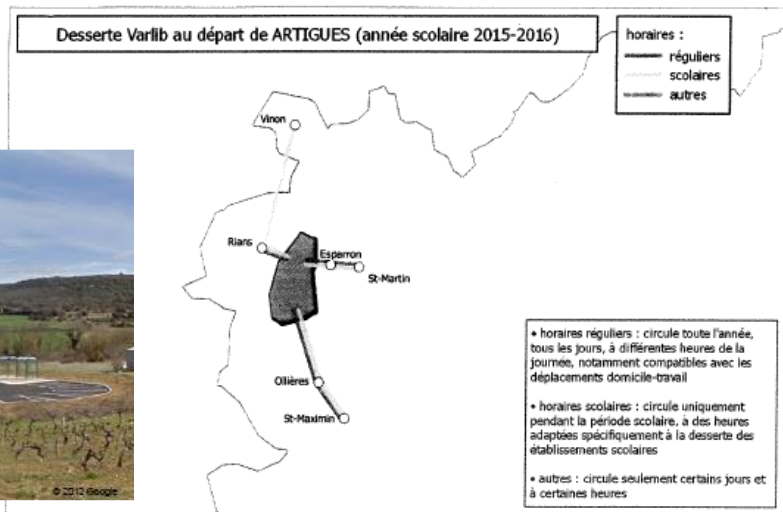 Desserte Varlib au départ de ARTIGUES (année scolaire 2015-2016)
horaires :
réguliers
scolaires
autres
Vinon
Rians
Esparron
St-Martin
Ollières
St-Maximin
• horaires réguliers : circule toute l'année,
tous les jours, à différentes heures de la
journée, notamment compatibles avec les
déplacements domicile-travail
• horaires scolaires : circule uniquement
pendant la période scolaire, à des heures
adaptées spécifiquement à la desserte des
établissements scolaires
• autres : circule seulement certains jours et
à certaines heures
© 2012 Google